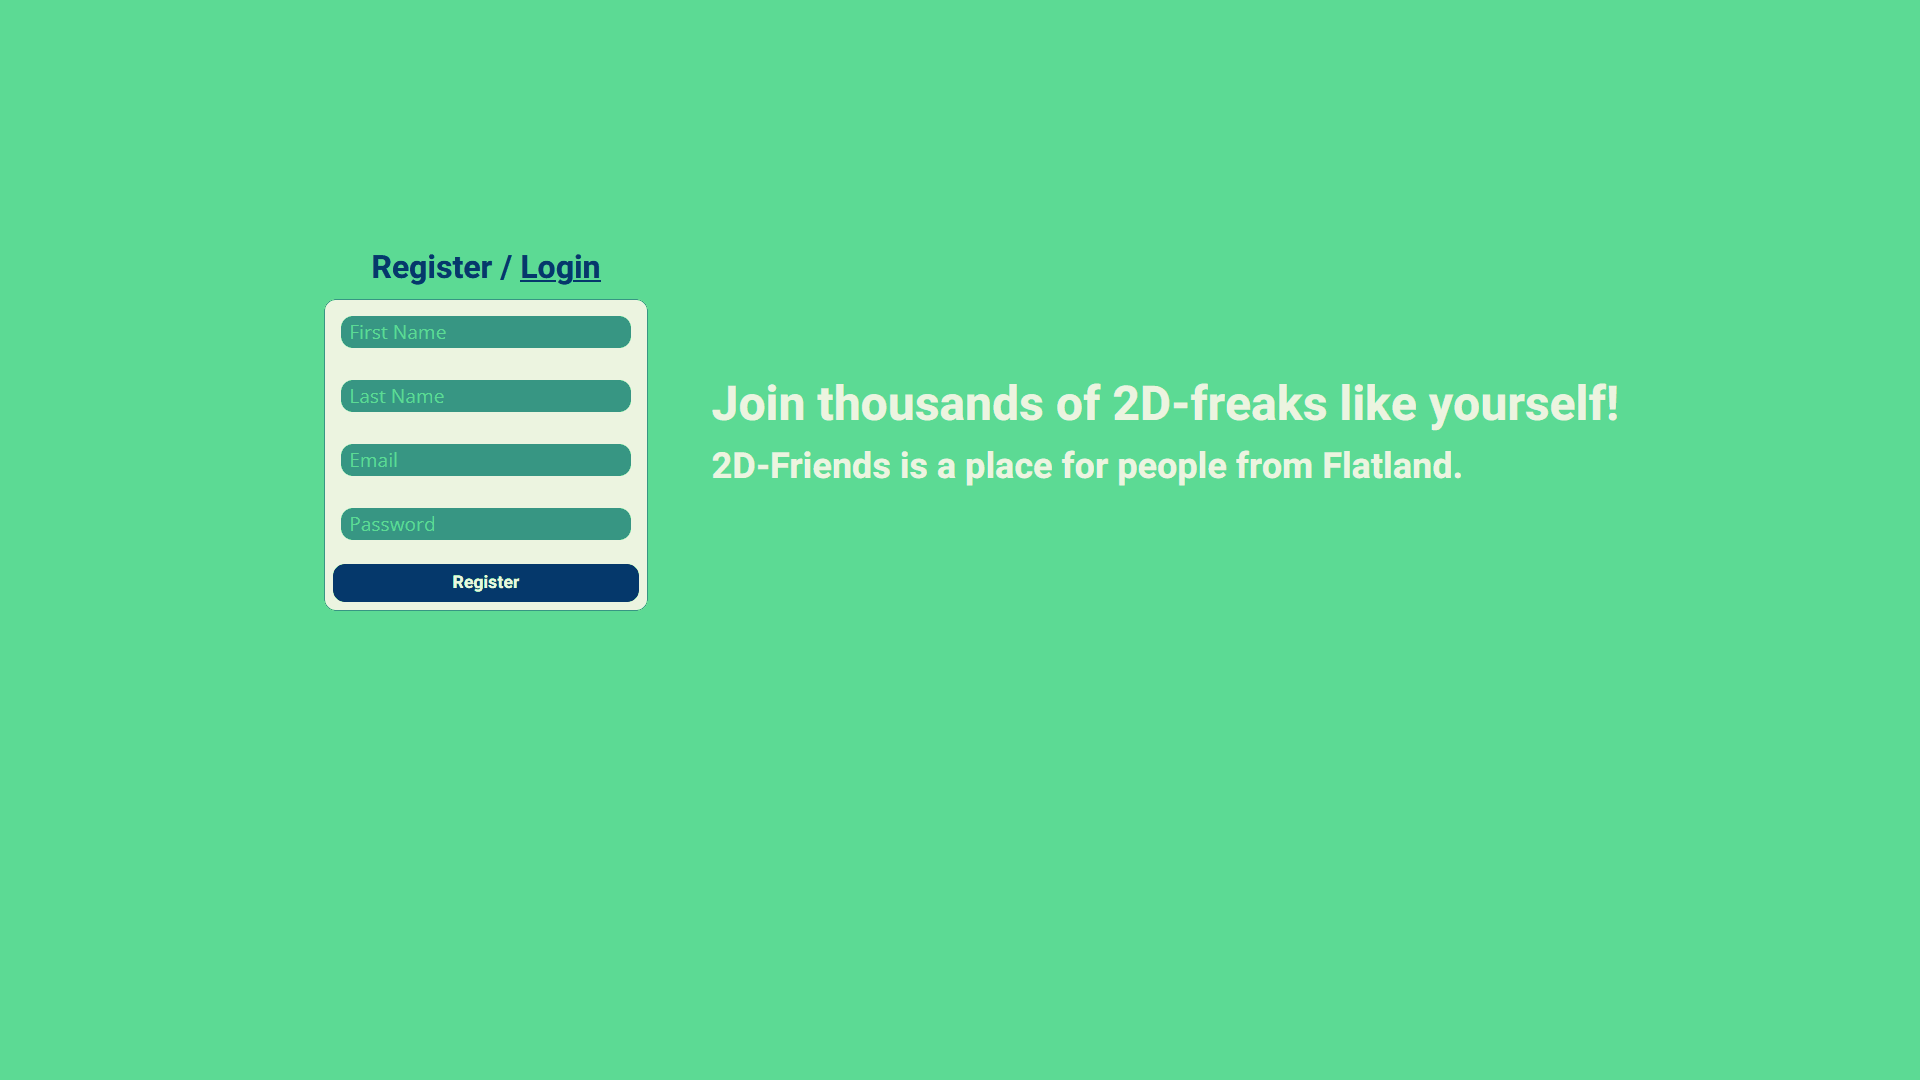 Register / Login
First Name
Last Name
Email
Password
Register
Join thousands of 2D-freaks like yourself!
2D-Friends is a place for people from Flatland.